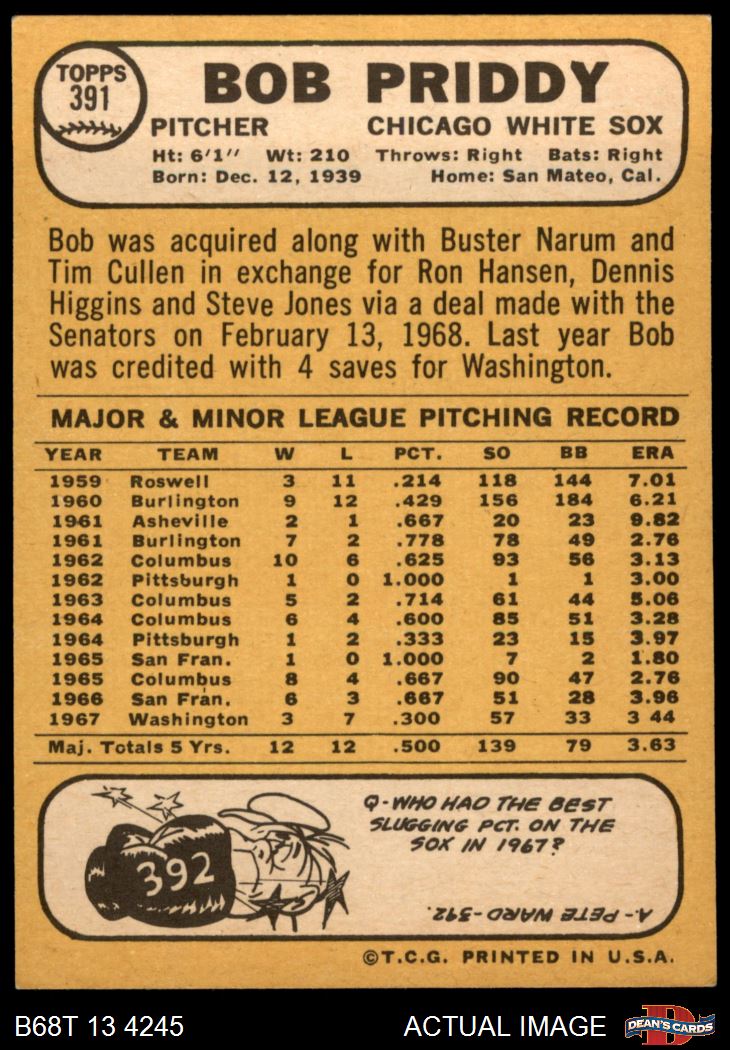 TOPPS
391
BOB PRIDDY
PITCHER CHICAGO WHITE SOX
Ht: 6'1" Wt: 210 Throws: Right Bats: Right
Born: Dec. 12, 1939 Home: San Mateo, Cal.
Bob was acquired along with Buster Narum and
Tim Cullen in exchange for Ron Hansen, Dennis
Higgins and Steve Jones via a deal made with the
Senators on February 13, 1968. Last year Bob
was credited with 4 saves for Washington.
MAJOR & MINOR LEAGUE PITCHING RECORD
YEAR TEAM W L PCT. SO BB ERA
1959 Roswell 3 11 .214 118 144 7.01
1960 Burlington 9 12 .429 156 184 6.21
1961 Asheville 2 1 .667 20 23 9.82
1961 Burlington 7 2 .778 78 49 2.76
1962 Columbus 10 6 .625 93 56 3.13
1962 Pittsburgh 1 0 1.000 1 1 3.00
1963 Columbus 5 2 .714 61 44 5.06
1964 Columbus 6 4 .600 85 51 3.28
1964 Pittsburgh 1 2 .333 23 15 3.97
1965 San Fran. 1 0 1.000 7 2 1.80
1965 Columbus 8 4 .667 90 47 2.76
1966 San Fran. 6 3 .667 51 28 3.96
1967 Washington 3 7 .300 57 33 3 44
Maj. Totals 5 Yrs. 12 12 .500 139 79 3.63
392
Q-WHO HAD THE BEST
SLUGGING PCT. ON THE
SOX IN 1967?
A.- PETE WARD-.392.
©T.C.G. PRINTED IN U.S.A.
B68T 13 4245 ACTUAL IMAGE
D
DEAN'S CARDS